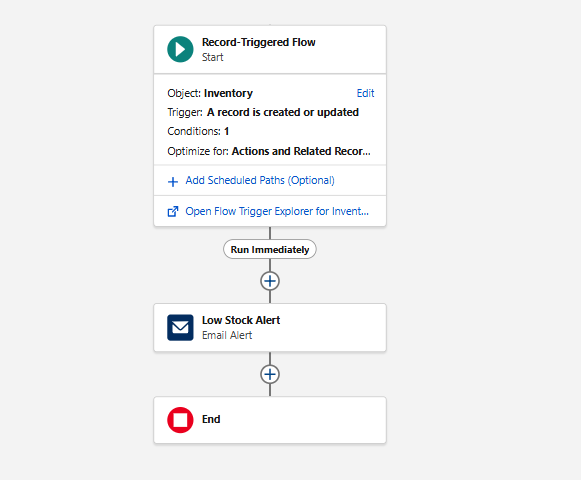 Record-Triggered Flow
Start
Object: Inventory Edit
Trigger: A record is created or updated
Conditions: 1
Optimize for: Actions and Related Recor...
Add Scheduled Paths (Optional)
Open Flow Trigger Explorer for Invent...
Run Immediately
Low Stock Alert
Email Alert
End